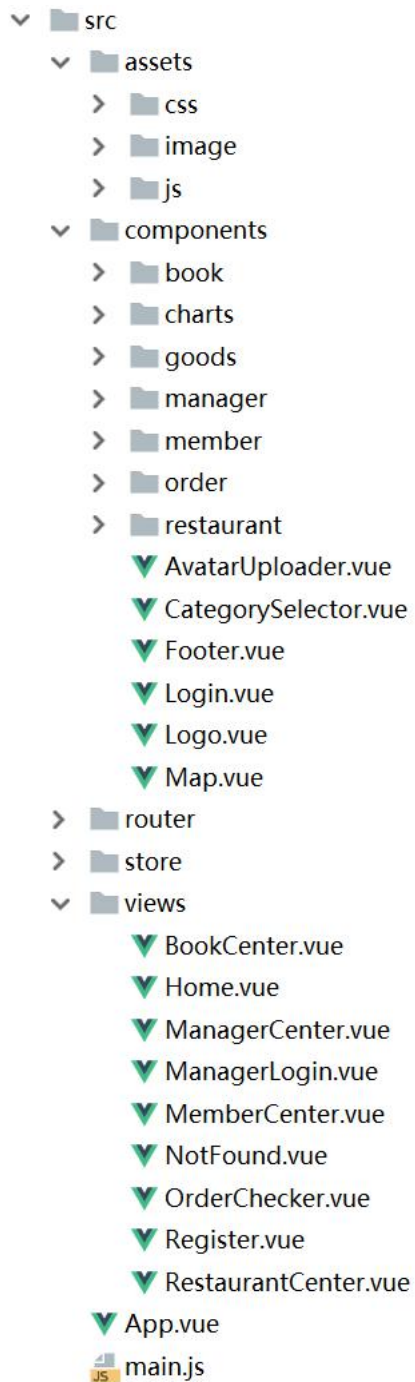 src
assets
css
image
js
components
book
charts
goods
manager
member
order
restaurant
AvatarUploader.vue
CategorySelector.vue
Footer.vue
Login.vue
Logo.vue
Map.vue
router
store
views
BookCenter.vue
Home.vue
ManagerCenter.vue
ManagerLogin.vue
MemberCenter.vue
NotFound.vue
OrderChecker.vue
Register.vue
RestaurantCenter.vue
App.vue
JS main.js